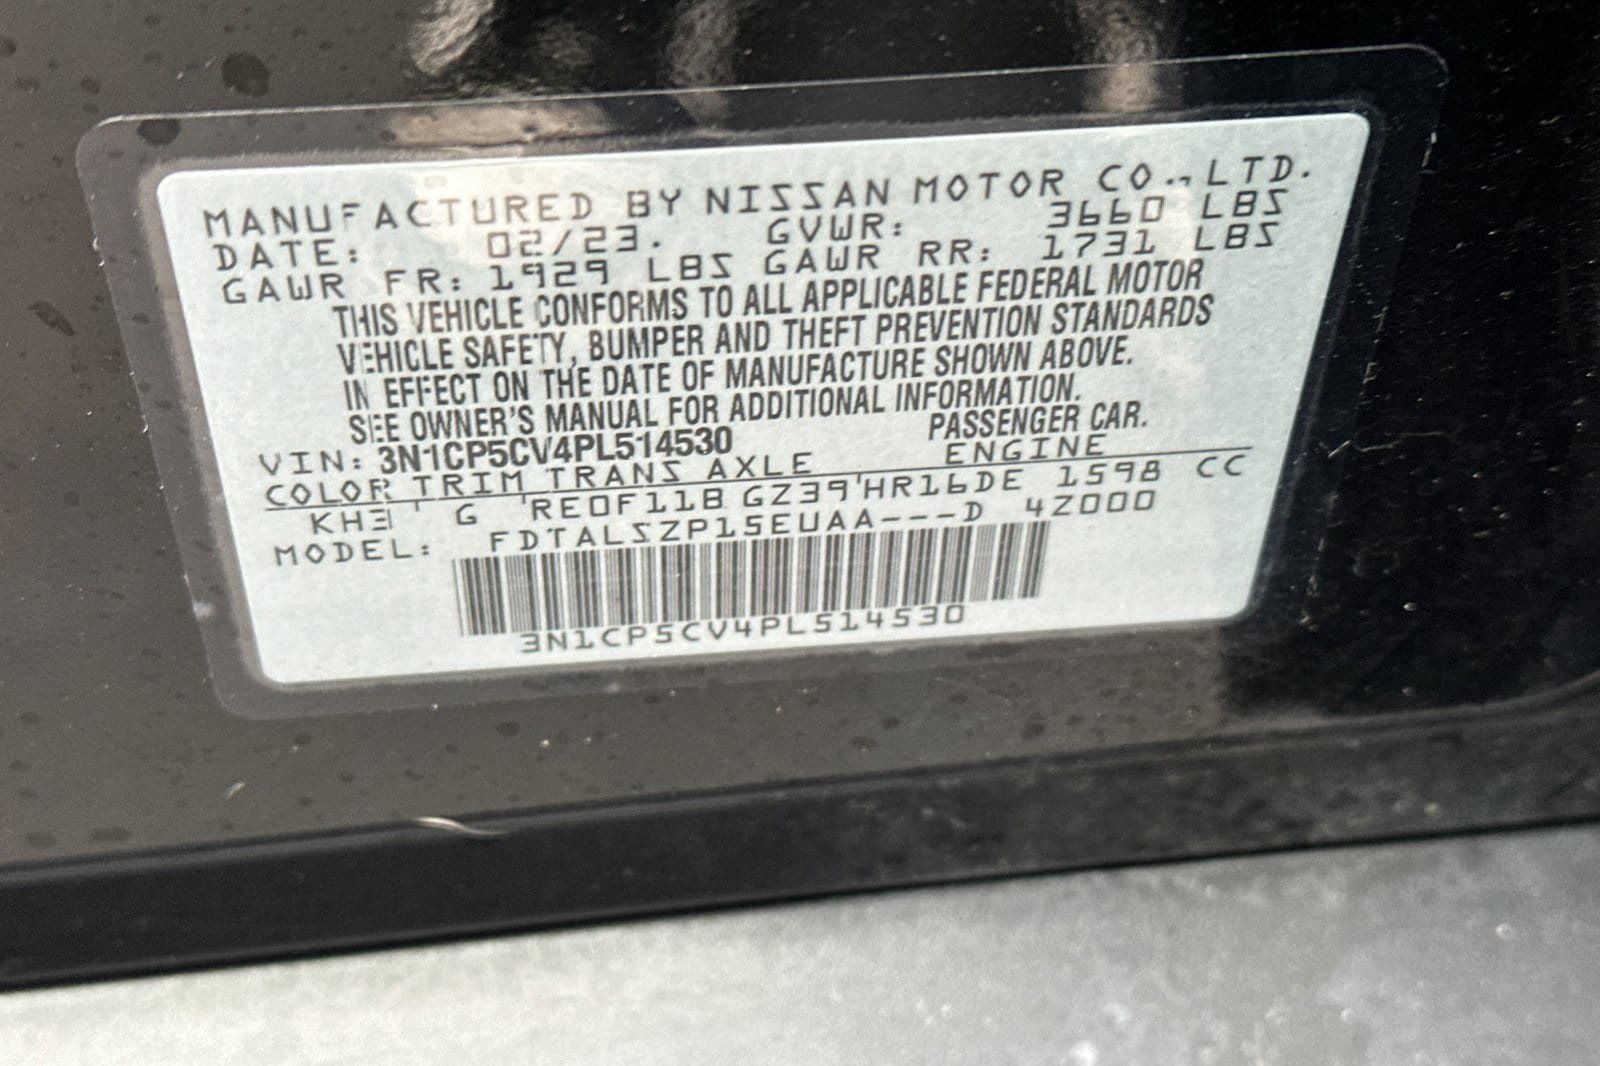 MANUFACTURED BY NISSAN MOTOR CO., LTD.
DATE: 02/23. GVWR: 3660 LBS
GAWR FR: 1929 LBS GAWR RR: 1731 LBS
THIS VEHICLE CONFORMS TO ALL APPLICABLE FEDERAL MOTOR
VEHICLE SAFETY, BUMPER AND THEFT PREVENTION STANDARDS
IN EFFECT ON THE DATE OF MANUFACTURE SHOWN ABOVE.
SEE OWNER'S MANUAL FOR ADDITIONAL INFORMATION.
VIN: 3N1CP5CV4PL514530 PASSENGER CAR.
COLOR TRIM TRANS AXLE ENGINE
KH3 G RE0F11B GZ39 HR16DE 1598 CC
MODEL: FDTALSZP15EUAA---D 4Z000
3N1CP5CV4PL514530